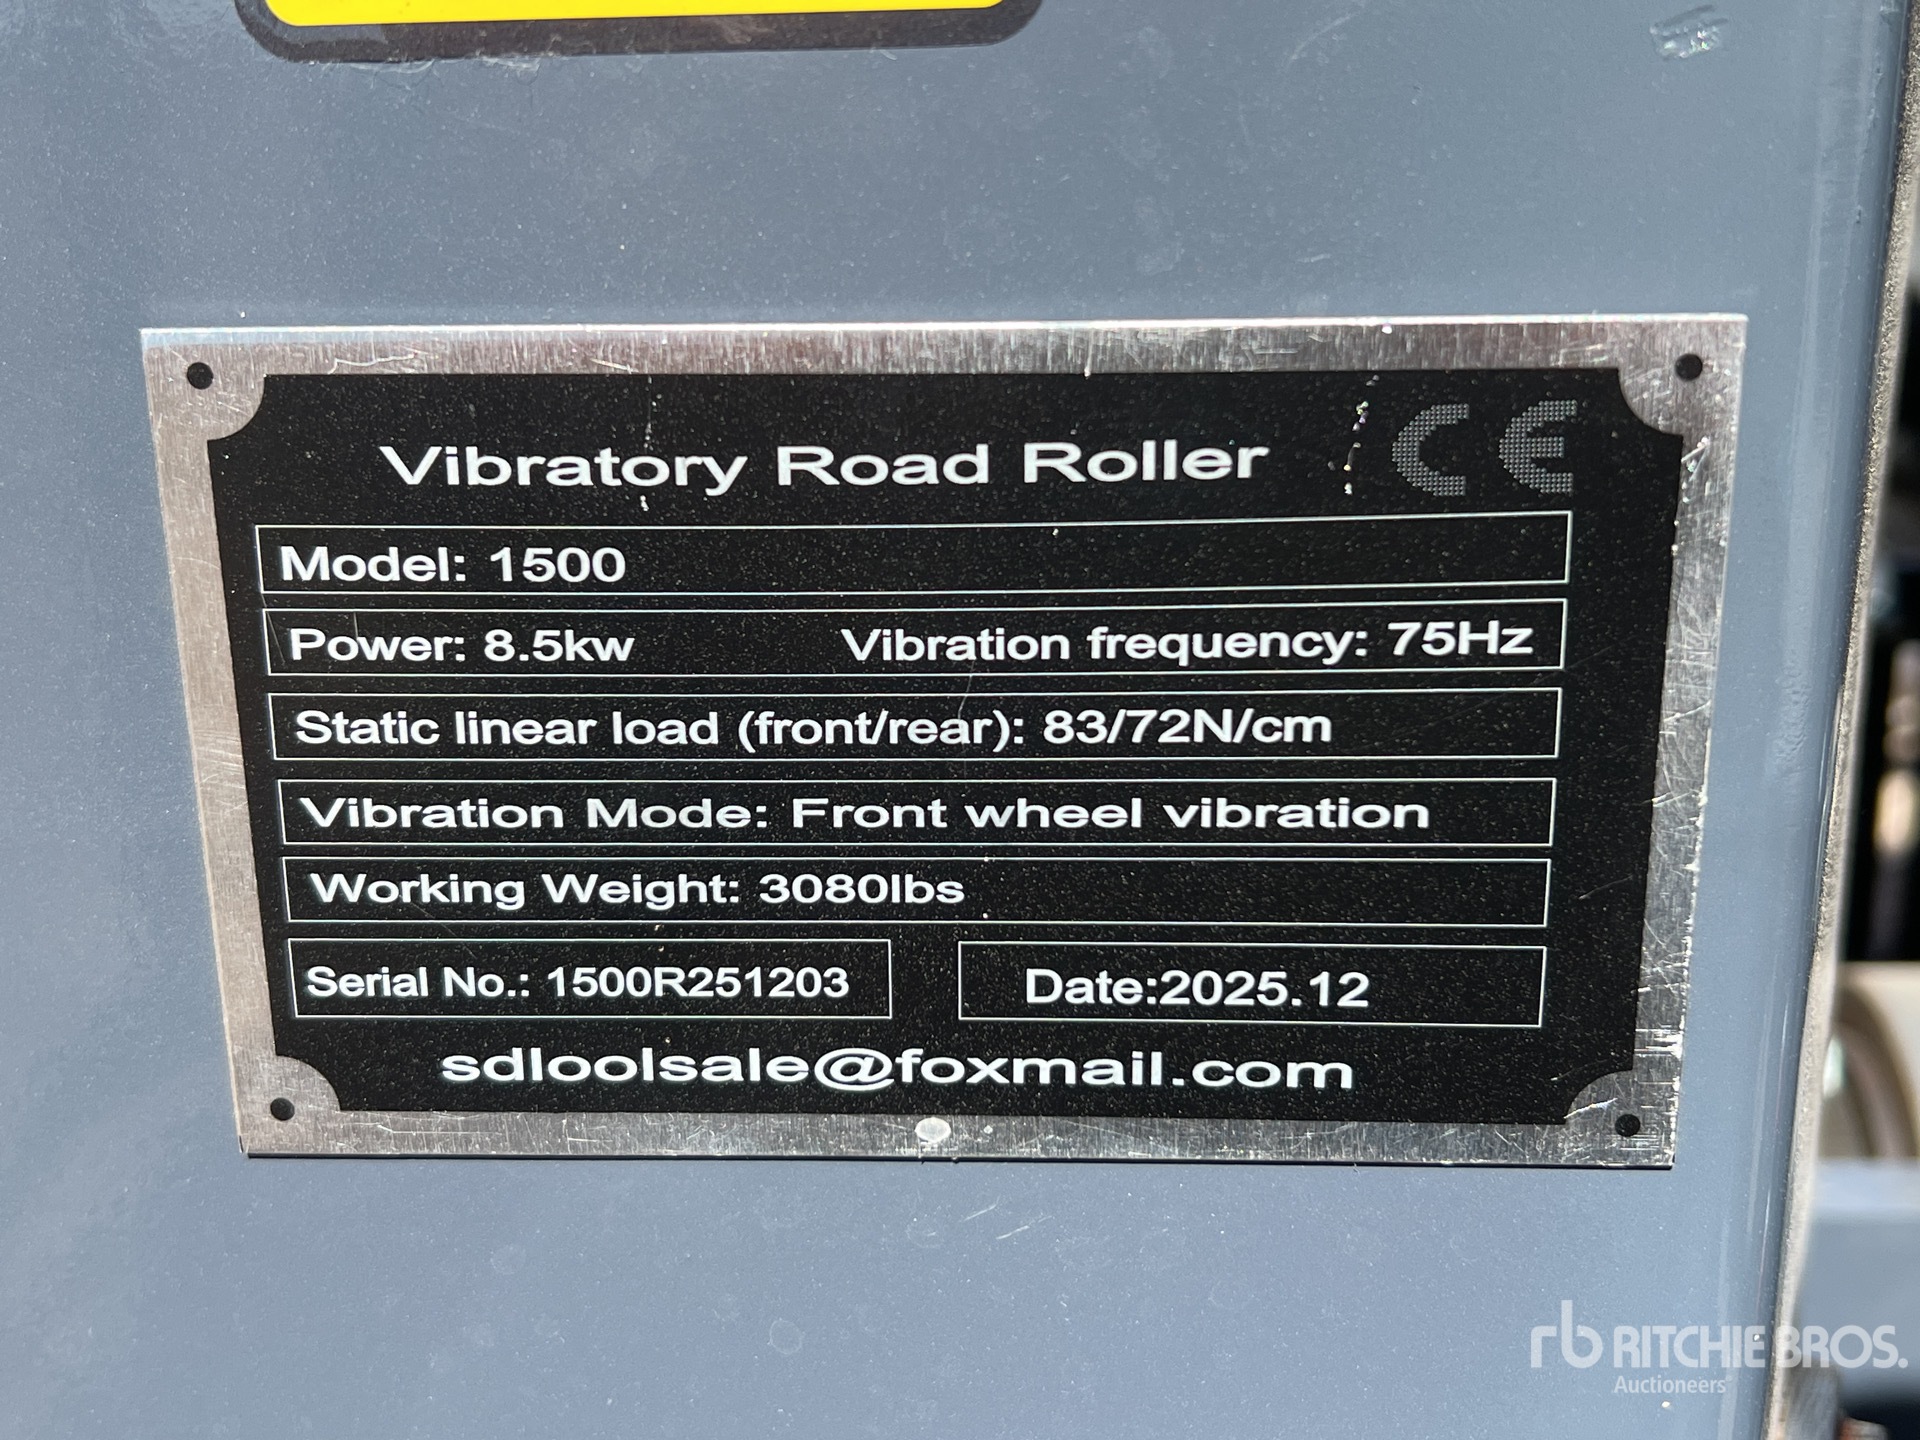 Vibratory Road Roller CE
Model: 1500
Power: 8.5kw Vibration frequency: 75Hz
Static linear load (front/rear): 83/72N/cm
Vibration Mode: Front wheel vibration
Working Weight: 3080lbs
Serial No.: 1500R251203 Date:2025.12
sdloolsale@foxmail.com
rb RITCHIE BROS.
Auctioneers